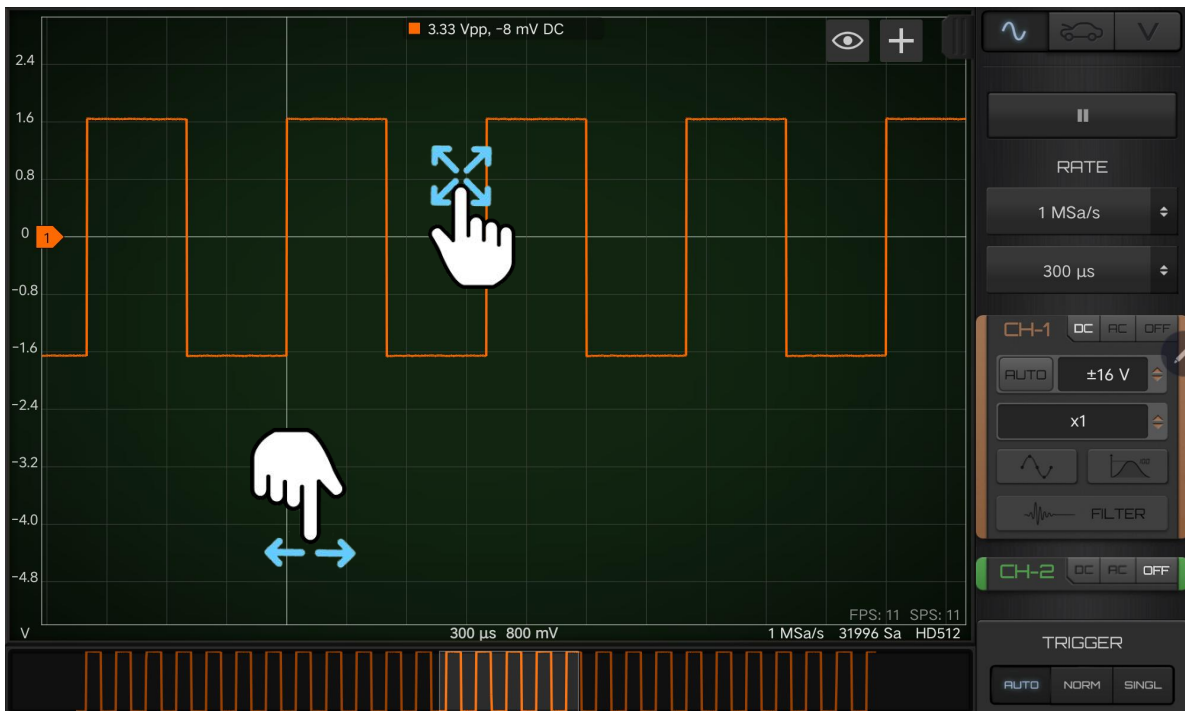 3.33 Vpp, −8 mV DC
V
2.4
1.6
0.8
0
1
−0.8
−1.6
−2.4
−3.2
−4.0
−4.8
V
FPS: 11 SPS: 11
300 µs 800 mV
1 MSa/s 31996 Sa HD512
RATE
1 MSa/s
300 µs
CH-1 DC AC OFF
AUTO ±16 V
x1
FILTER
CH-2 DC AC OFF
TRIGGER
AUTO NORM SINGL